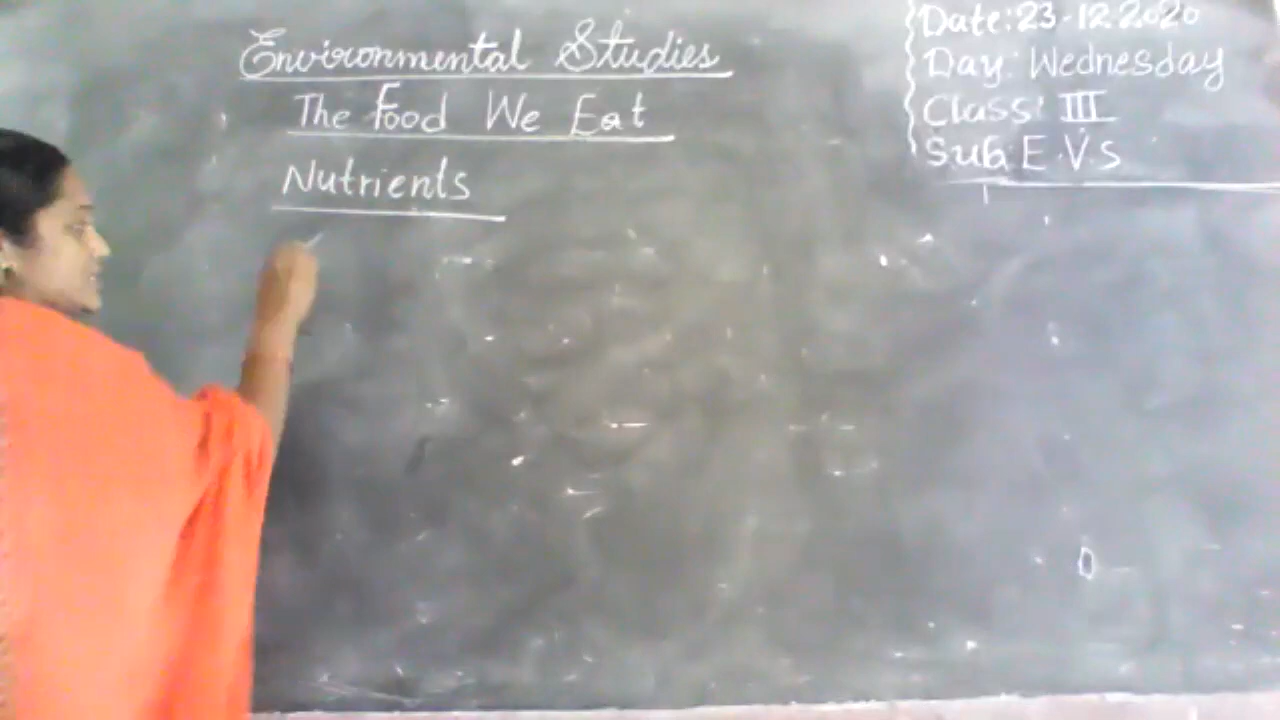 Environmental Studies
The Food We Eat
Nutrients
Date: 23-12.2020
Day: Wednesday
Class: III
Sub: E.V.S